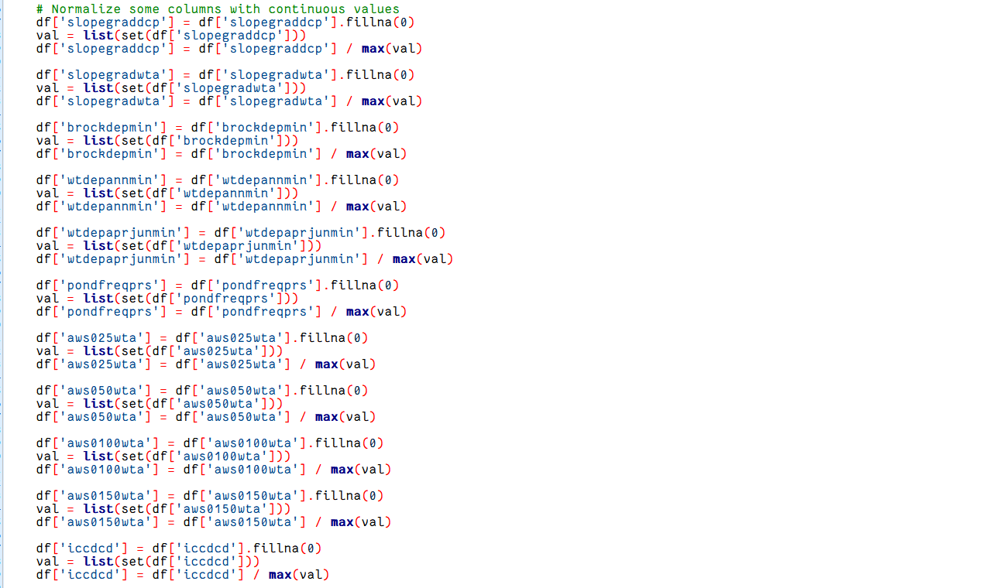 # Normalize some columns with continuous values
df['slopegraddcp'] = df['slopegraddcp'].fillna(0)
val = list(set(df['slopegraddcp']))
df['slopegraddcp'] = df['slopegraddcp'] / max(val)

df['slopegradwta'] = df['slopegradwta'].fillna(0)
val = list(set(df['slopegradwta']))
df['slopegradwta'] = df['slopegradwta'] / max(val)

df['brockdepmin'] = df['brockdepmin'].fillna(0)
val = list(set(df['brockdepmin']))
df['brockdepmin'] = df['brockdepmin'] / max(val)

df['wtdepannmin'] = df['wtdepannmin'].fillna(0)
val = list(set(df['wtdepannmin']))
df['wtdepannmin'] = df['wtdepannmin'] / max(val)

df['wtdepaprjunmin'] = df['wtdepaprjunmin'].fillna(0)
val = list(set(df['wtdepaprjunmin']))
df['wtdepaprjunmin'] = df['wtdepaprjunmin'] / max(val)

df['pondfreqprs'] = df['pondfreqprs'].fillna(0)
val = list(set(df['pondfreqprs']))
df['pondfreqprs'] = df['pondfreqprs'] / max(val)

df['aws025wta'] = df['aws025wta'].fillna(0)
val = list(set(df['aws025wta']))
df['aws025wta'] = df['aws025wta'] / max(val)

df['aws050wta'] = df['aws050wta'].fillna(0)
val = list(set(df['aws050wta']))
df['aws050wta'] = df['aws050wta'] / max(val)

df['aws0100wta'] = df['aws0100wta'].fillna(0)
val = list(set(df['aws0100wta']))
df['aws0100wta'] = df['aws0100wta'] / max(val)

df['aws0150wta'] = df['aws0150wta'].fillna(0)
val = list(set(df['aws0150wta']))
df['aws0150wta'] = df['aws0150wta'] / max(val)

df['iccdcd'] = df['iccdcd'].fillna(0)
val = list(set(df['iccdcd']))
df['iccdcd'] = df['iccdcd'] / max(val)